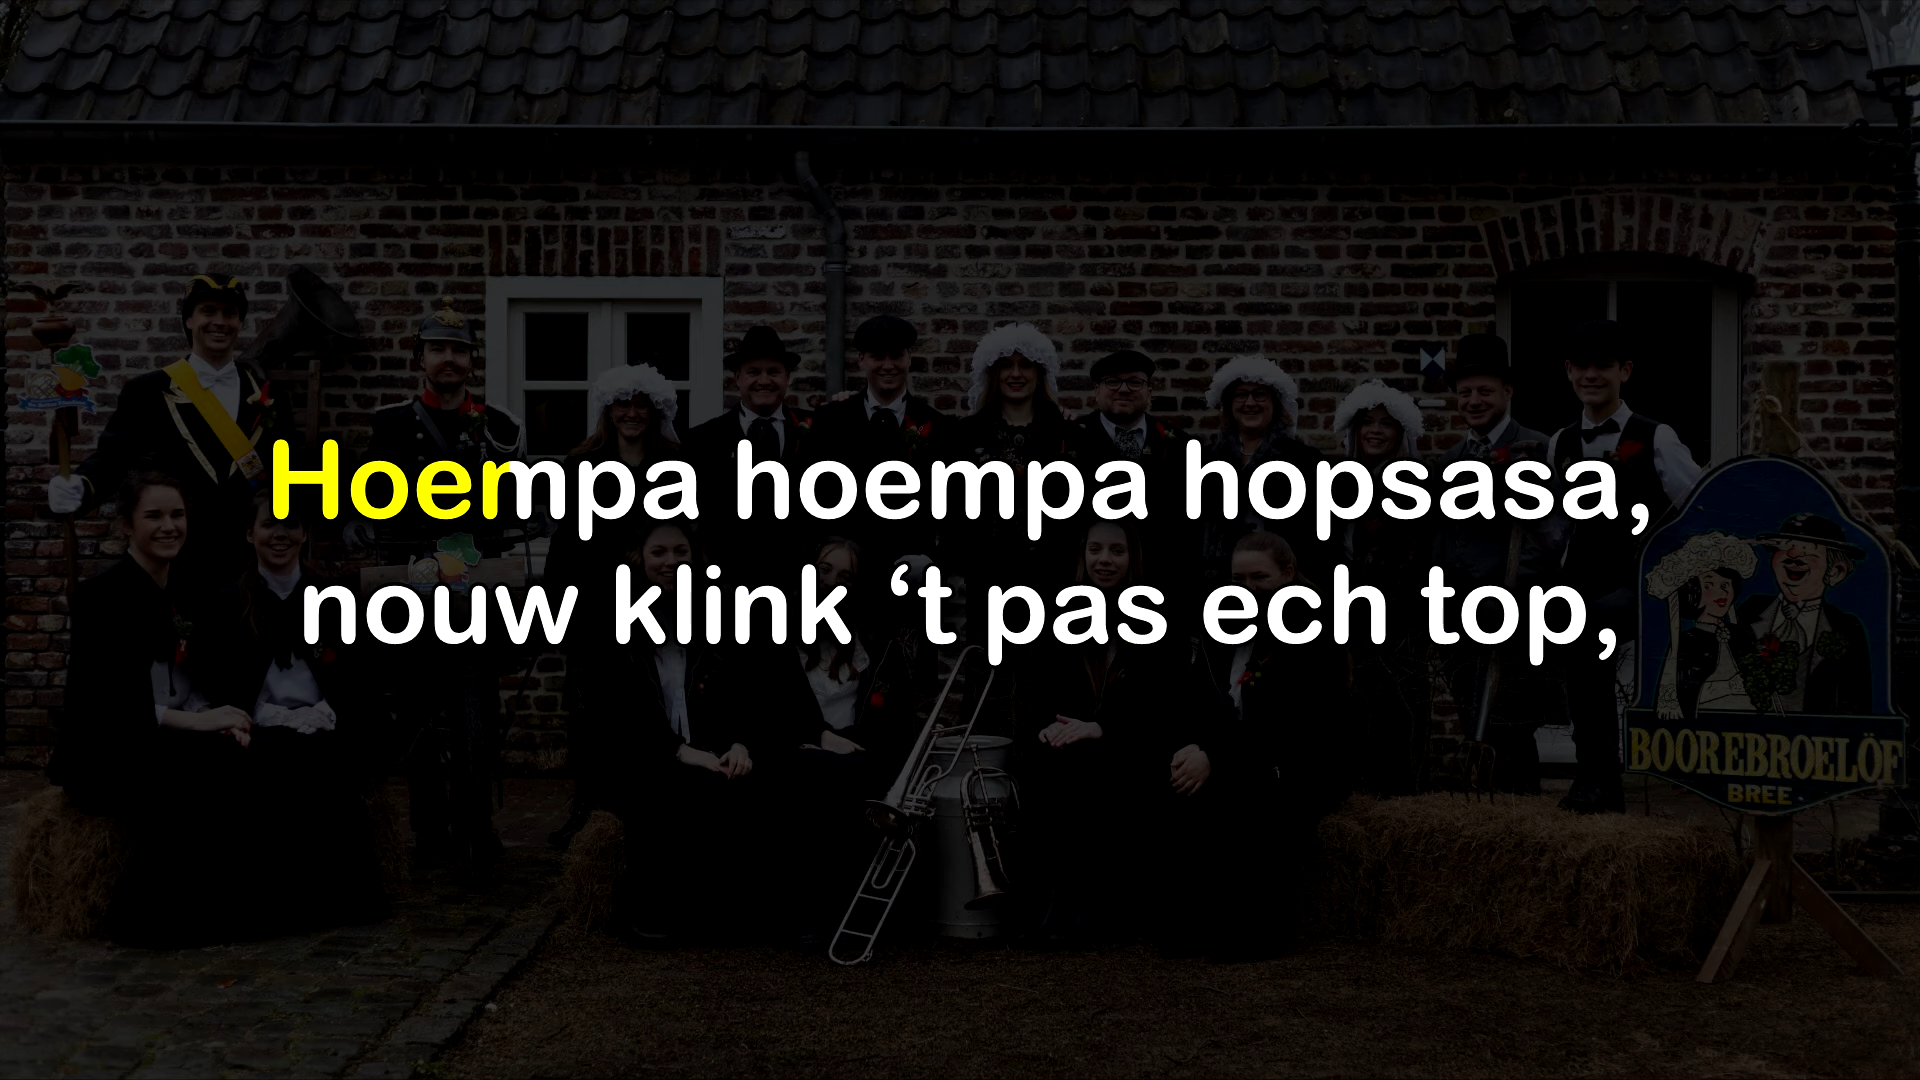 Hoempa hoempa hopsasa,
nouw klink ‘t pas ech top,
BOOREBROELÖF
BREE